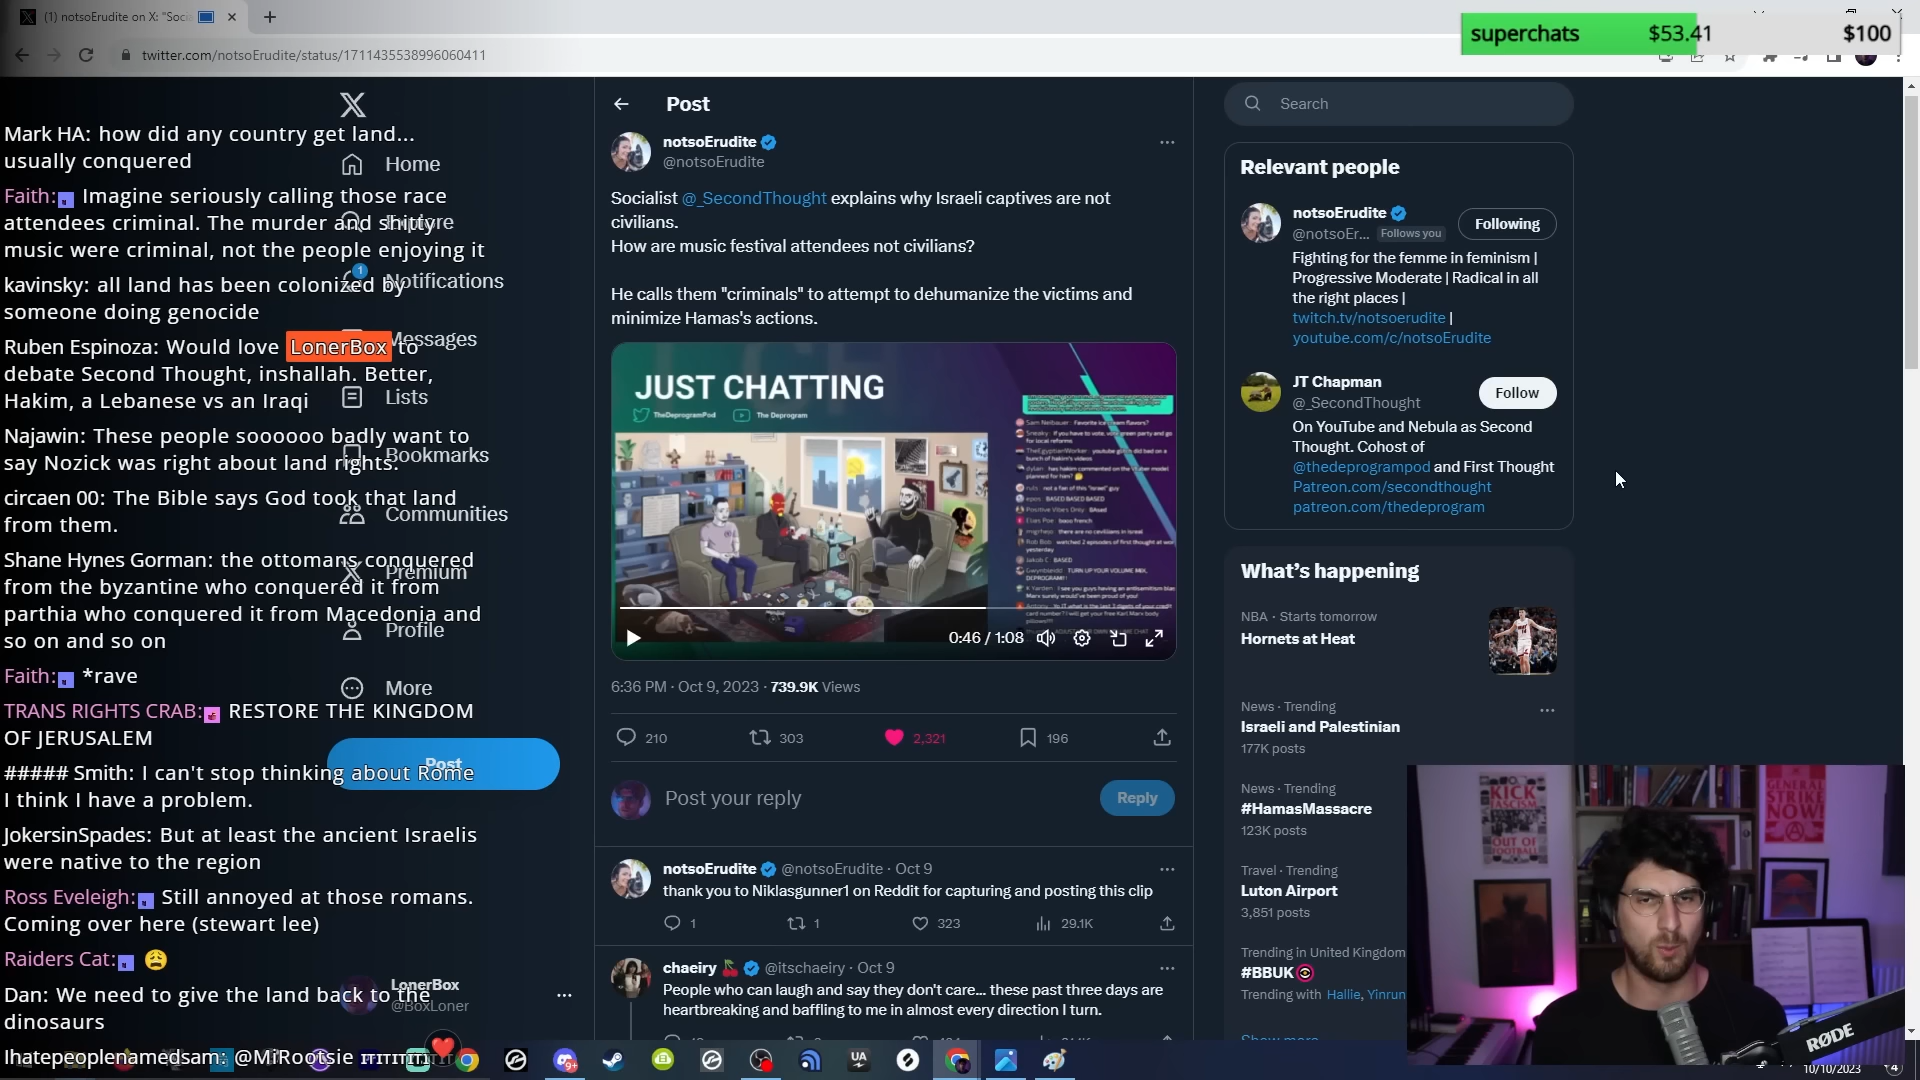 (1) notsoErudite on X: "Soci
superchats $53.41 $100
twitter.com/notsoErudite/status/1711435538996060411
Mark HA: how did any country get land...
usually conquered
Faith: Imagine seriously calling those race
attendees criminal. The murder and shitty
music were criminal, not the people enjoying it
kavinsky: all land has been colonized by
someone doing genocide
Ruben Espinoza: Would love LonerBox to
debate Second Thought, inshallah. Better,
Hakim, a Lebanese vs an Iraqi
Najawin: These people soooooo badly want to
say Nozick was right about land rights.
circaen 00: The Bible says God took that land
from them.
Shane Hynes Gorman: the ottomans conquered
from the byzantine who conquered it from
parthia who conquered it from Macedonia and
so on and so on
Faith: *rave
TRANS RIGHTS CRAB: RESTORE THE KINGDOM
OF JERUSALEM
##### Smith: I can't stop thinking about Rome
I think I have a problem.
JokersinSpades: But at least the ancient Israelis
were native to the region
Ross Eveleigh: Still annoyed at those romans.
Coming over here (stewart lee)
Raiders Cat: 😩
Dan: We need to give the land back to the
dinosaurs
Ihatepeoplenamedsam: @MiRootsie
Home
Explore
1
Notifications
Messages
Lists
Bookmarks
Communities
Premium
Profile
More
Post
LonerBox
@BoxLoner
Post
notsoErudite
@notsoErudite
Socialist @_SecondThought explains why Israeli captives are not
civilians.
How are music festival attendees not civilians?
He calls them "criminals" to attempt to dehumanize the victims and
minimize Hamas's actions.
JUST CHATTING
TheDeprogramPod The Deprogram
0:46 / 1:08
6:36 PM · Oct 9, 2023 · 739.9K Views
210 303 2,321 196
Post your reply
Reply
notsoErudite @notsoErudite · Oct 9
thank you to Niklasgunner1 on Reddit for capturing and posting this clip
1 1 323 29.1K
chaeiry 🍒 @itschaeiry · Oct 9
People who can laugh and say they don't care... these past three days are
heartbreaking and baffling to me in almost every direction I turn.
Search
Relevant people
notsoErudite
@notsoEr... Follows you
Following
Fighting for the femme in feminism |
Progressive Moderate | Radical in all
the right places |
twitch.tv/notsoerudite |
youtube.com/c/notsoErudite
JT Chapman
@_SecondThought
Follow
On YouTube and Nebula as Second
Thought. Cohost of
@thedeprogrampod and First Thought
Patreon.com/secondthought
Patreon.com/thedeprogram
What's happening
NBA · Starts tomorrow
Hornets at Heat
News · Trending
Israeli and Palestinian
177K posts
News · Trending
#HamasMassacre
123K posts
Travel · Trending
Luton Airport
3,851 posts
Trending in United Kingdom
#BBUK
Trending with Hallie, Yinrun
Show more
KICK
FASCISM
OUT OF
FOOTBALL
GENERAL
STRIKE
NOW!
RØDE
10/10/2023